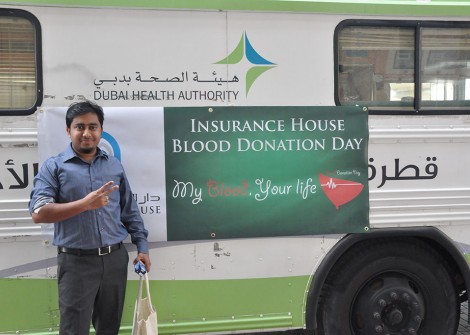 هيئة الصحة بدبي
DUBAI HEALTH AUTHORITY
INSURANCE HOUSE
BLOOD DONATION DAY
My Blood, Your life
Donation Day
قطرة